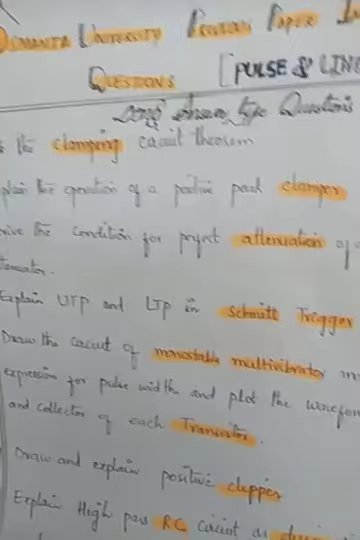 OSMANIA UNIVERSITY PREVIOUS PAPER
QUESTIONS [PULSE & LINE
Long Answer type Questions
the clamping circuit theorem
the operation of a positive peak clamper
the condition for perfect attenuation of
Explain UTP and LTP in Schmitt Trigger
Draw the circuit of monostable multivibrator
expression for pulse width and plot the
and collector of each Transistor.
Draw and explain positive clipper
Explain High pass RC circuit as